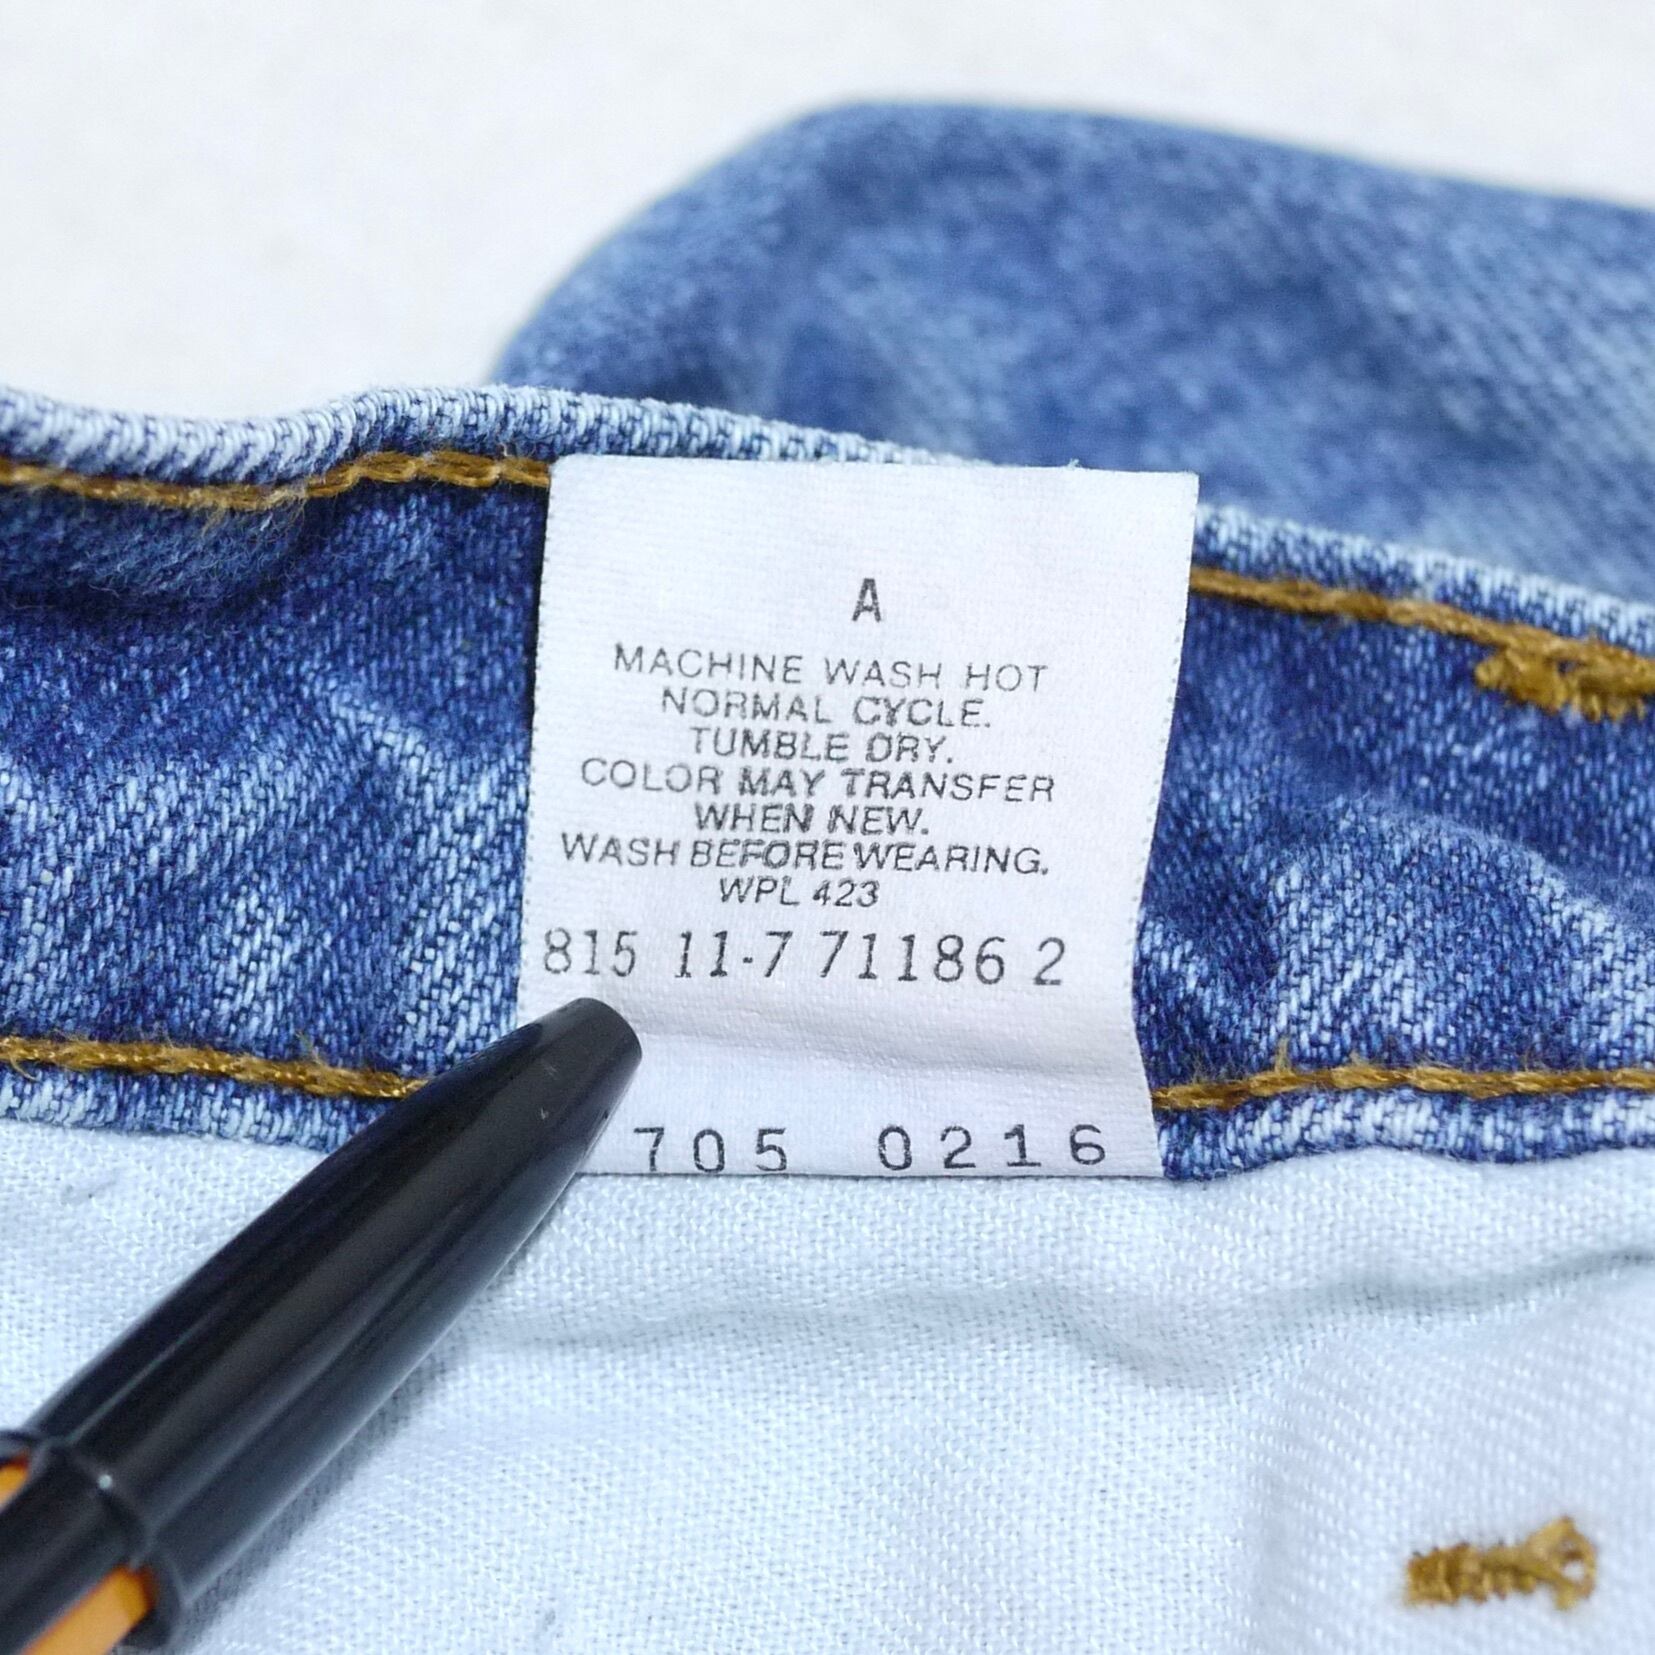 A
MACHINE WASH HOT
NORMAL CYCLE.
TUMBLE DRY.
COLOR MAY TRANSFER
WHEN NEW.
WASH BEFORE WEARING.
WPL 423
815 11-7 71186 2
705 0216